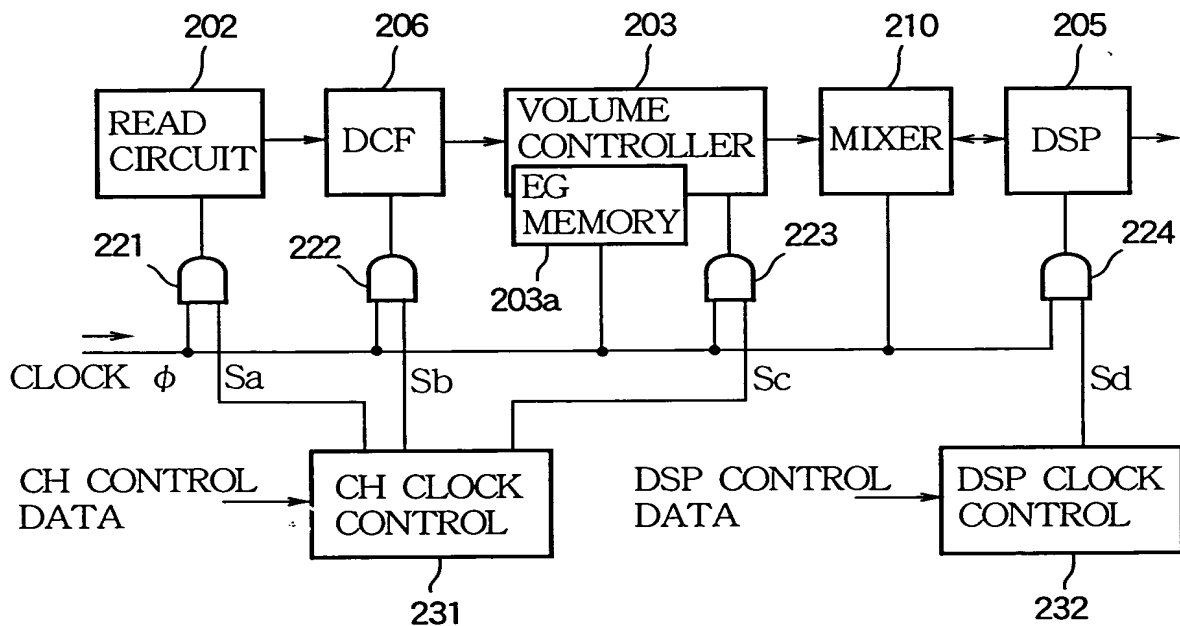 202
206
203
210
205
READ
CIRCUIT
DCF
VOLUME
CONTROLLER
EG
MEMORY
MIXER
DSP
221
222
203a
223
224
CLOCK ϕ
Sa
Sb
Sc
Sd
CH CONTROL
DATA
CH CLOCK
CONTROL
DSP CONTROL
DATA
DSP CLOCK
CONTROL
231
232